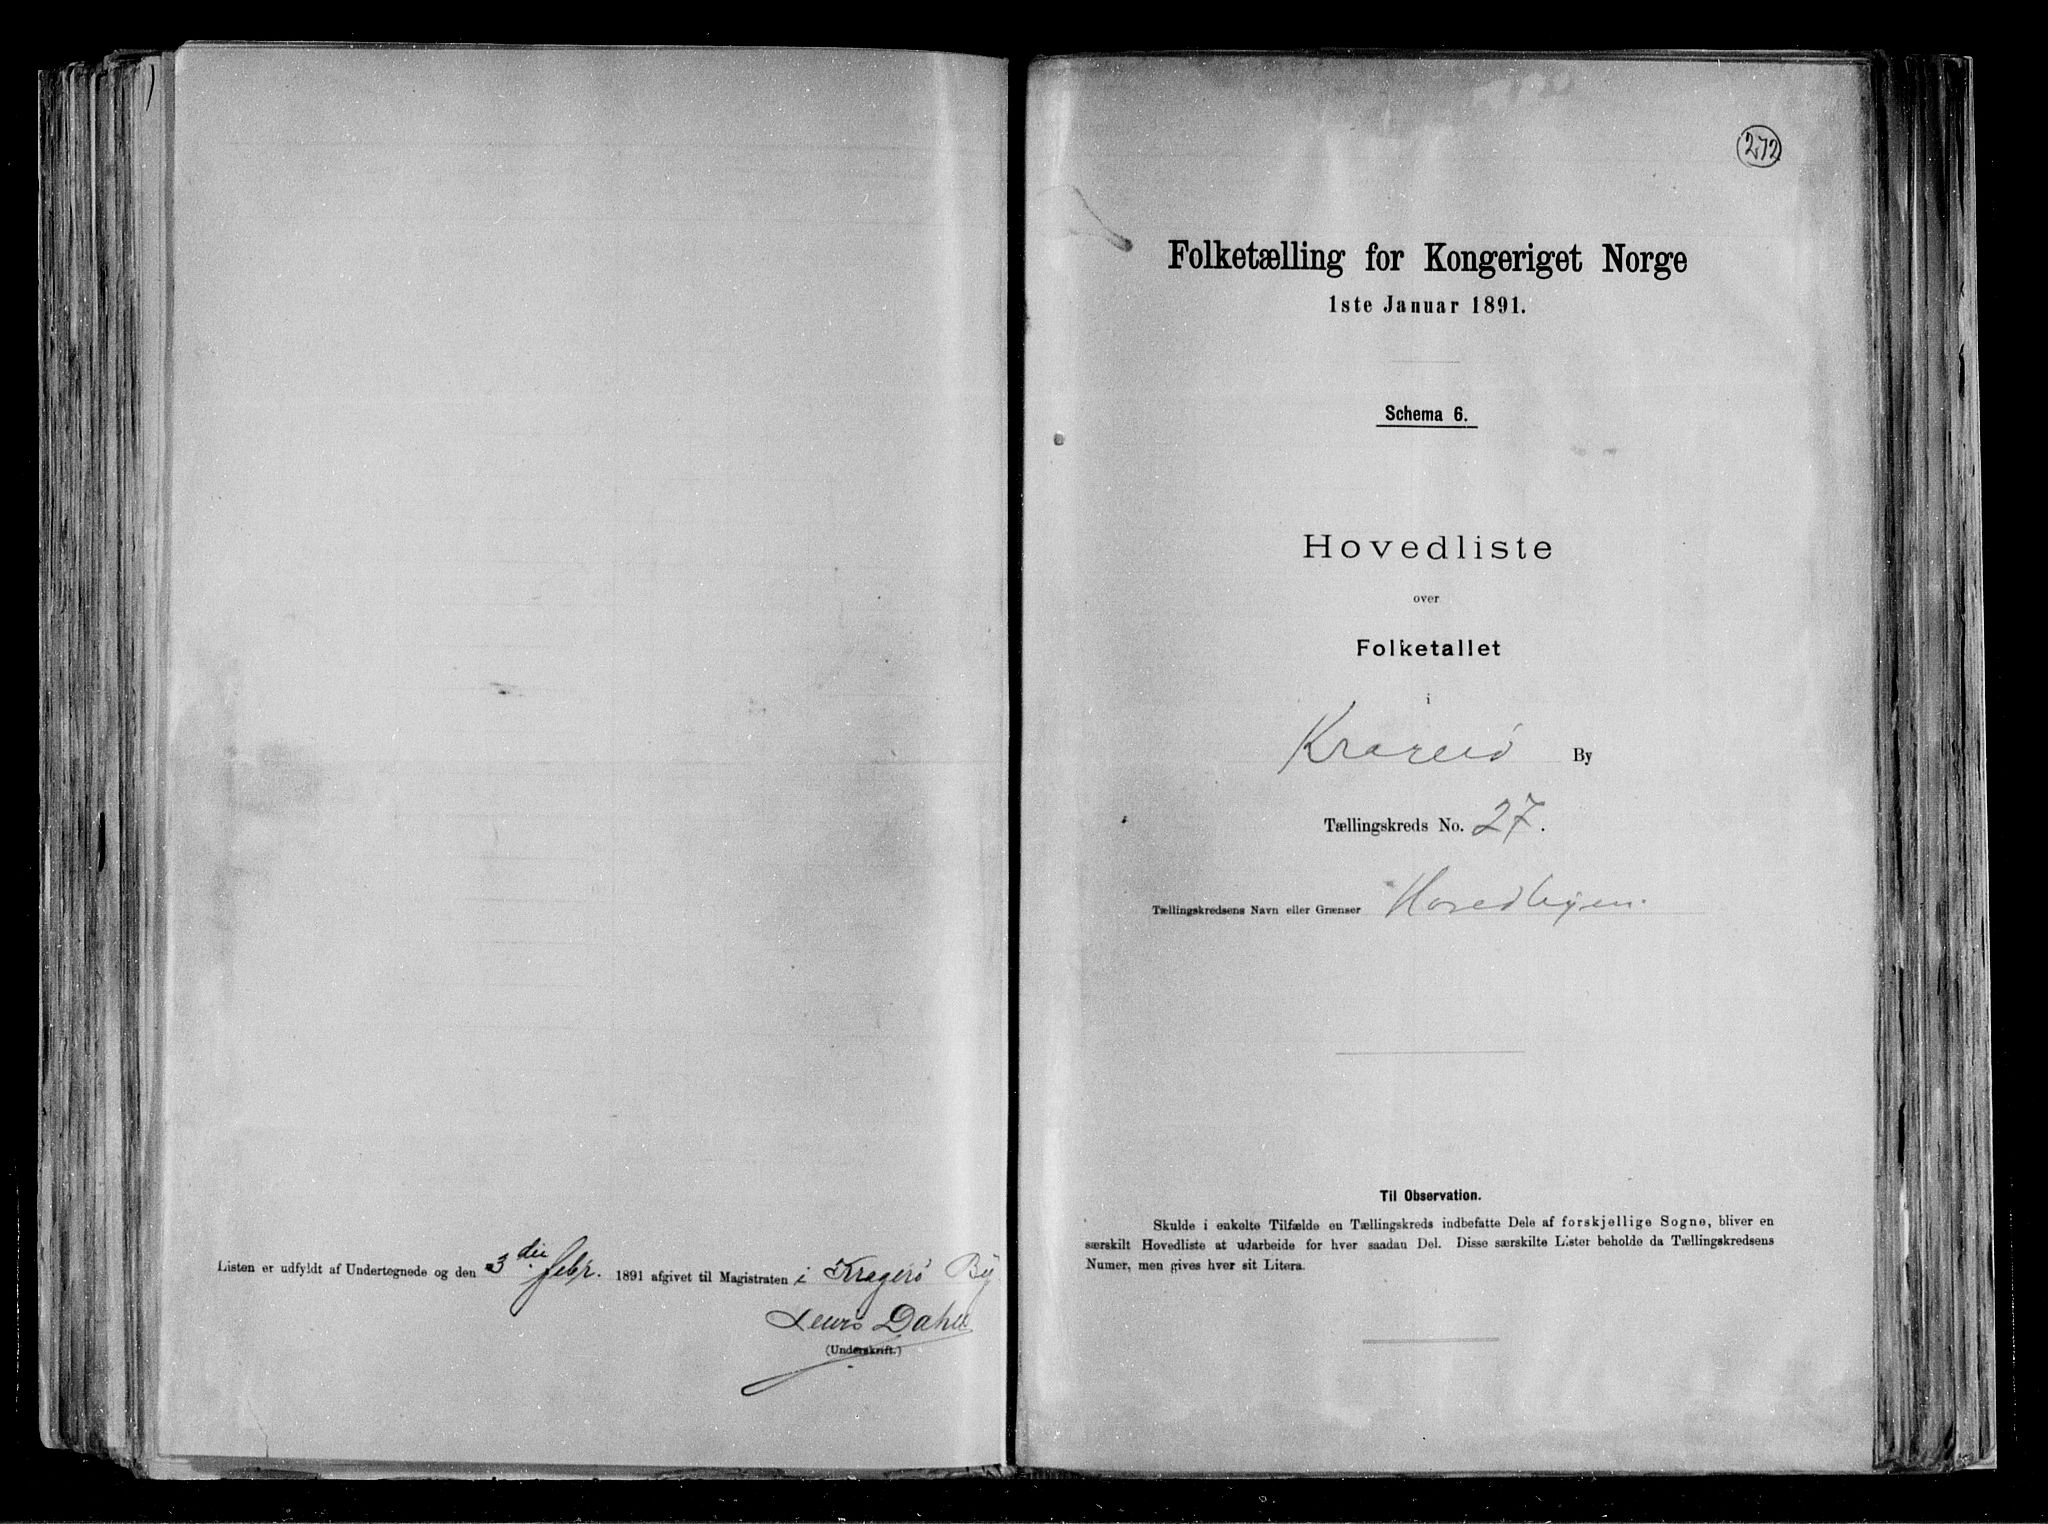 Listen er udfyldt af Undertegnede og den 3die febr. 1891 afgivet til Magistraten i Kragerø By
Dahll
(Underskrift.)
272
Folketælling for Kongeriget Norge
1ste Januar 1891.
Schema 6.
Hovedliste
over
Folketallet
i
Kragerø By
Tællingskreds No. 27.
Tællingskredsens Navn eller Grænser Hovedbyen.
Til Observation.
Skulde i enkelte Tilfælde en Tællingskreds indbefatte Dele af forskjellige Sogne, bliver en
særskilt Hovedliste at udarbeide for hver saadan Del. Disse særskilte Lister beholde da Tællingskredsens
Numer, men gives hver sit Litera.